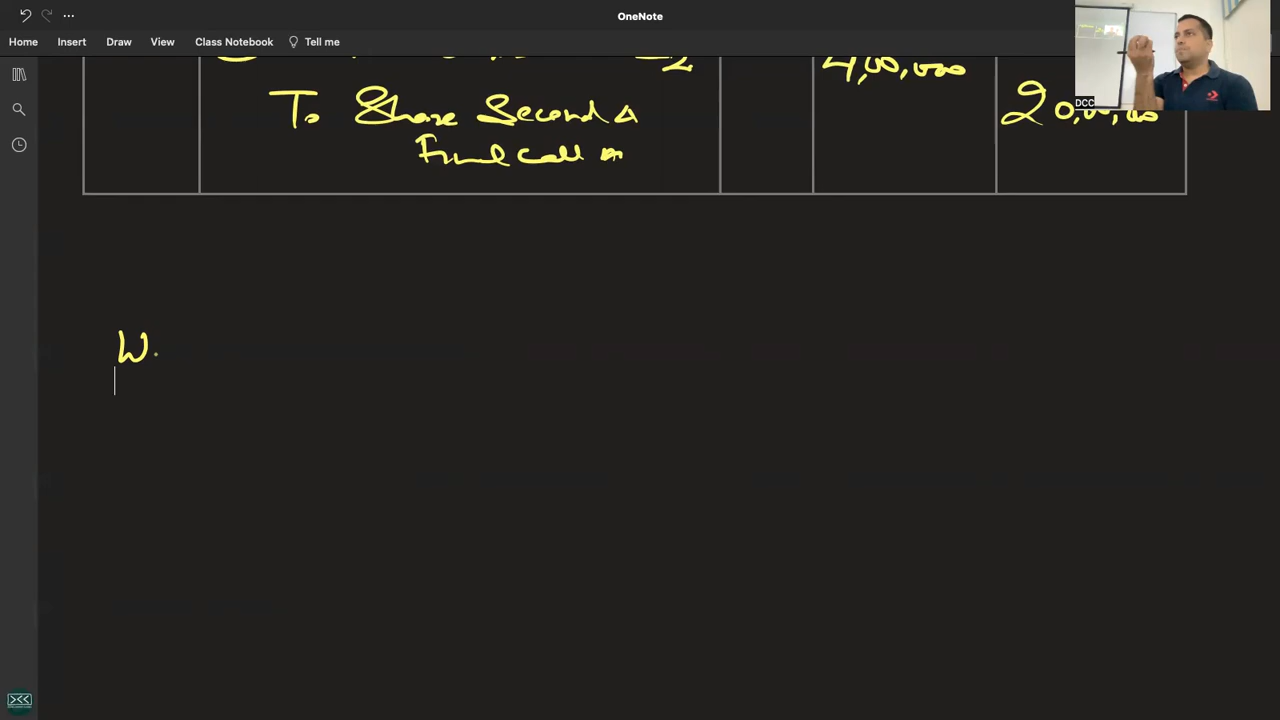 OneNote
Home Insert Draw View Class Notebook Tell me
4,00,000
To Share Second &
Final call 20,00,000
DCC
W.